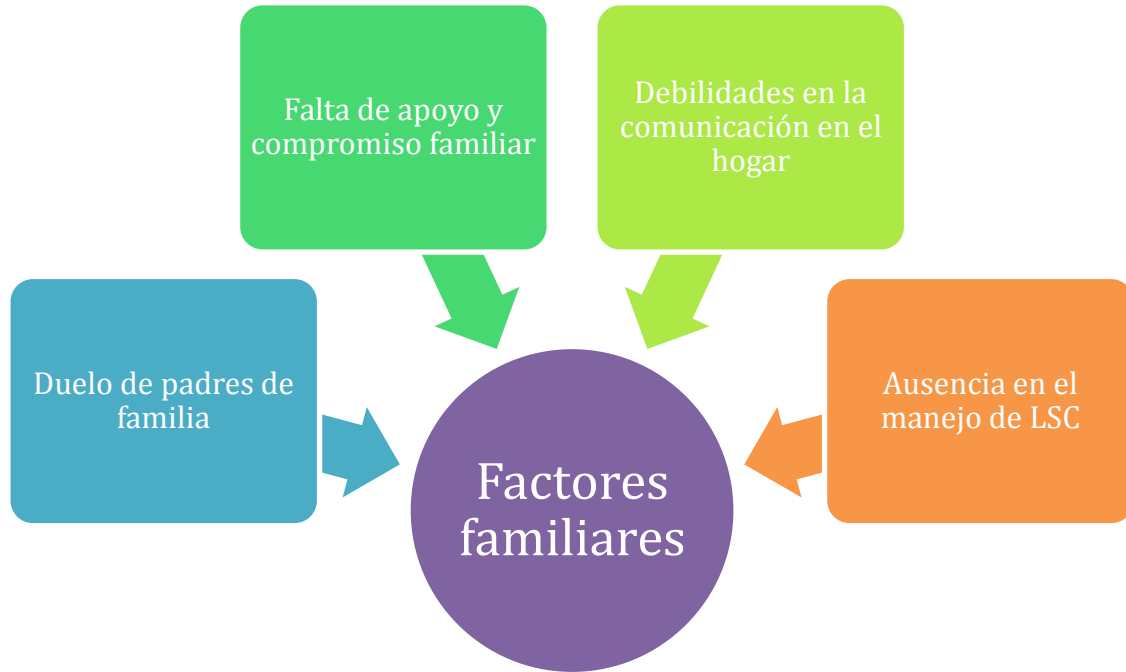 Falta de apoyo y
compromiso familiar
Debilidades en la
comunicación en el
hogar
Duelo de padres de
familia
Ausencia en el
manejo de LSC
Factores
familiares